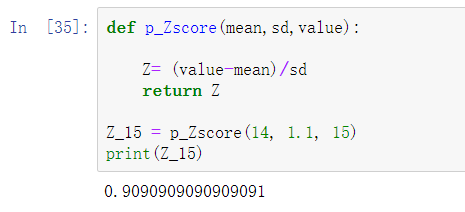 In [35]: def p_Zscore(mean,sd,value):
Z= (value-mean)/sd
return Z
Z_15 = p_Zscore(14, 1.1, 15)
print(Z_15)
0.9090909090909091